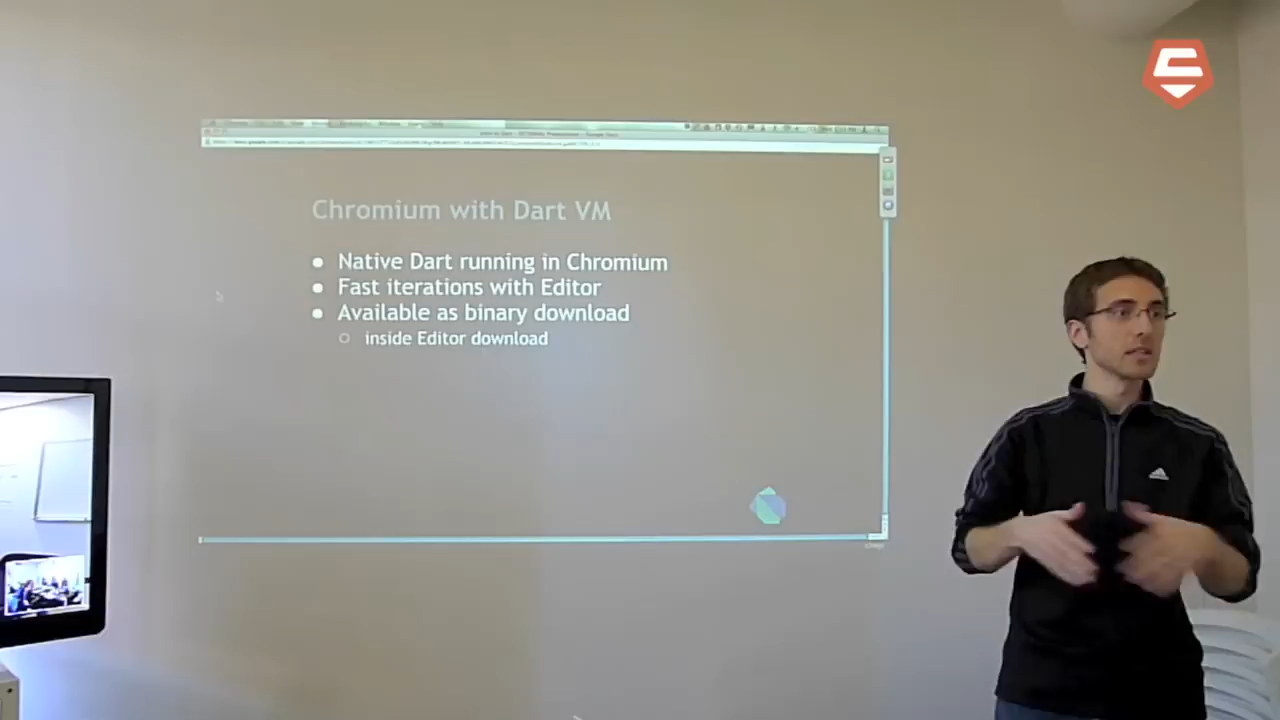 Chromium with Dart VM
Native Dart running in Chromium
Fast iterations with Editor
Available as binary download
inside Editor download
adidas